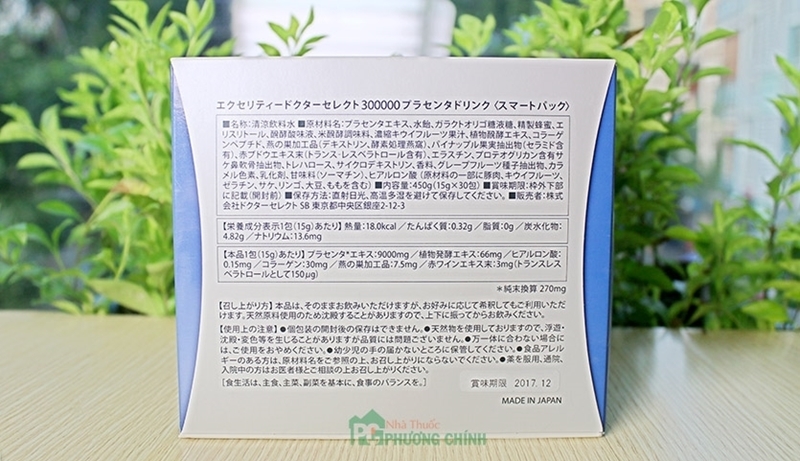 エクセリティードクターセレクト300000プラセンタドリンク〈スマートパック〉
■名称:清涼飲料水 ■原材料名:プラセンタエキス、水飴、ガラクトオリゴ糖液糖、精製蜂蜜、エ
リスリトール、醗酵酸味液、米醗酵調味料、濃縮キウイフルーツ果汁、植物醗酵エキス、コラーゲ
ンペプチド、燕の巣加工品(デキストリン、酵素処理燕窩)、パイナップル果実抽出物(セラミド含
有)、赤ブドウエキス末(トランス-レスベラトロール含有)、エラスチン、プロテオグリカン含有サ
ケ鼻軟骨抽出物、トレハロース、サイクロデキストリン、香料、グレープフルーツ種子抽出物、カラ
メル色素、乳化剤、甘味料(ソーマチン)、ヒアルロン酸(原材料の一部に豚肉、キウイフルーツ、
ゼラチン、サケ、リンゴ、大豆、ももを含む) ■内容量:450g(15g×30包) ■賞味期限:枠外下部
に記載(開封前) ■保存方法:直射日光、高温多湿を避けて保存してください。 ■販売者:株式
会社ドクターセレクト SB 東京都中央区銀座2-12-3
【栄養成分表示1包(15g)あたり】熱量:18.0kcal/たんぱく質:0.32g/脂質:0g/炭水化物:
4.82g/ナトリウム:13.6mg
【本品1包(15g)あたり】プラセンタ*エキス:9000mg/植物発酵エキス:66mg/ヒアルロン酸:
0.15mg/コラーゲン:30mg/燕の巣加工品:7.5mg/赤ワインエキス末:3mg(トランスレス
ベラトロールとして150μg)
*純末換算 270mg
【召し上がり方】本品は、そのままお飲みいただけますが、お好みに応じて希釈してもご利用いただ
けます。天然原料使用のため沈殿することがありますので、上下に振ってからお飲みください。
【使用上の注意】●個包装の開封後の保存はできません。●天然物を使用しておりますので、浮遊・
沈殿・変色等を生じることがありますが品質には問題ございません。●万一体に合わない場合に
は、ご使用をおやめください。●幼少児の手の届かないところに保管してください。●食品アレル
ギーのある方は、原材料名をご参照の上、お召し上がりください。●薬を服用、通院、
入院中の方はお医者様とご相談の上お召し上がりください。
[食生活は、主食、主菜、副菜を基本に、食事のバランスを。]
賞味期限 2017.12
MADE IN JAPAN
Nhà Thuốc
PHƯƠNG CHÍNH